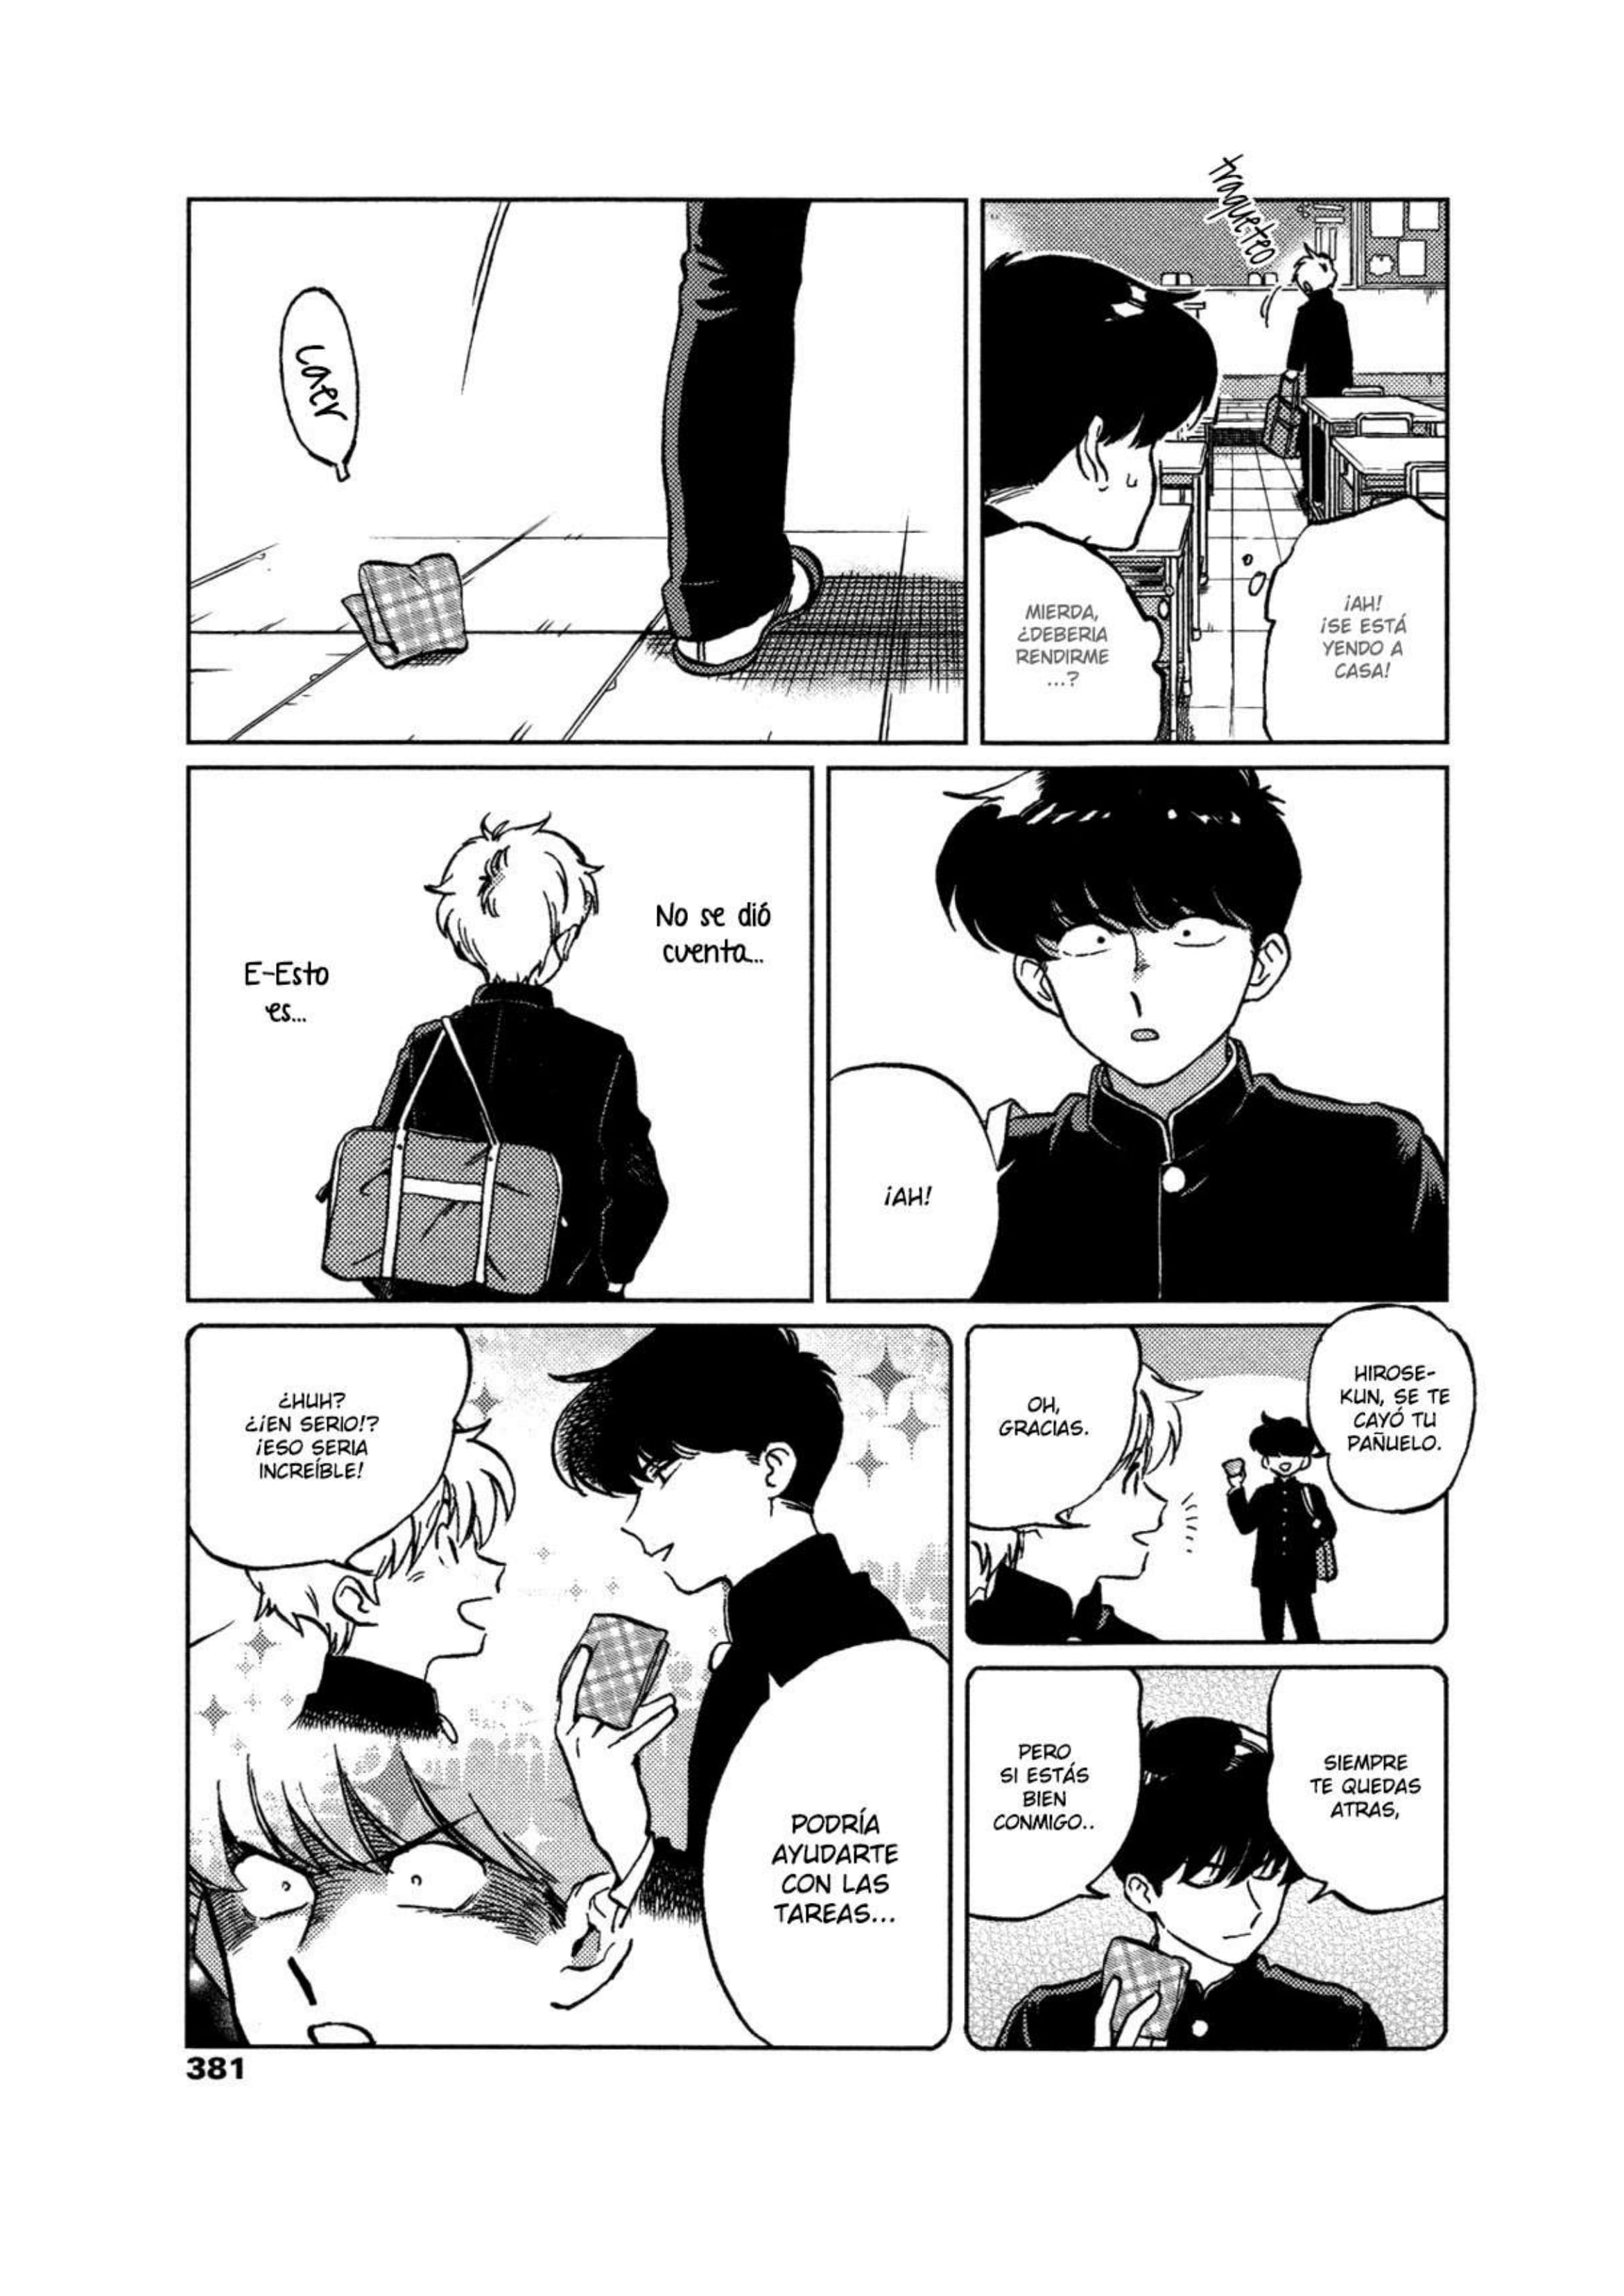 traqueteo
¡AH!
¡SE ESTÁ
YENDO A
CASA!
MIERDA,
¿DEBERIA
RENDIRME
...?
caer
¡AH!
No se dió
cuenta...
E-Esto
es...
HIROSE-
KUN, SE TE
CAYÓ TU
PAÑUELO.
OH,
GRACIAS.
SIEMPRE
TE QUEDAS
ATRAS,
PERO
SI ESTÁS
BIEN
CONMIGO..
PODRÍA
AYUDARTE
CON LAS
TAREAS...
¿HUH?
¿¡EN SERIO!?
¡ESO SERIA
INCREÍBLE!
381